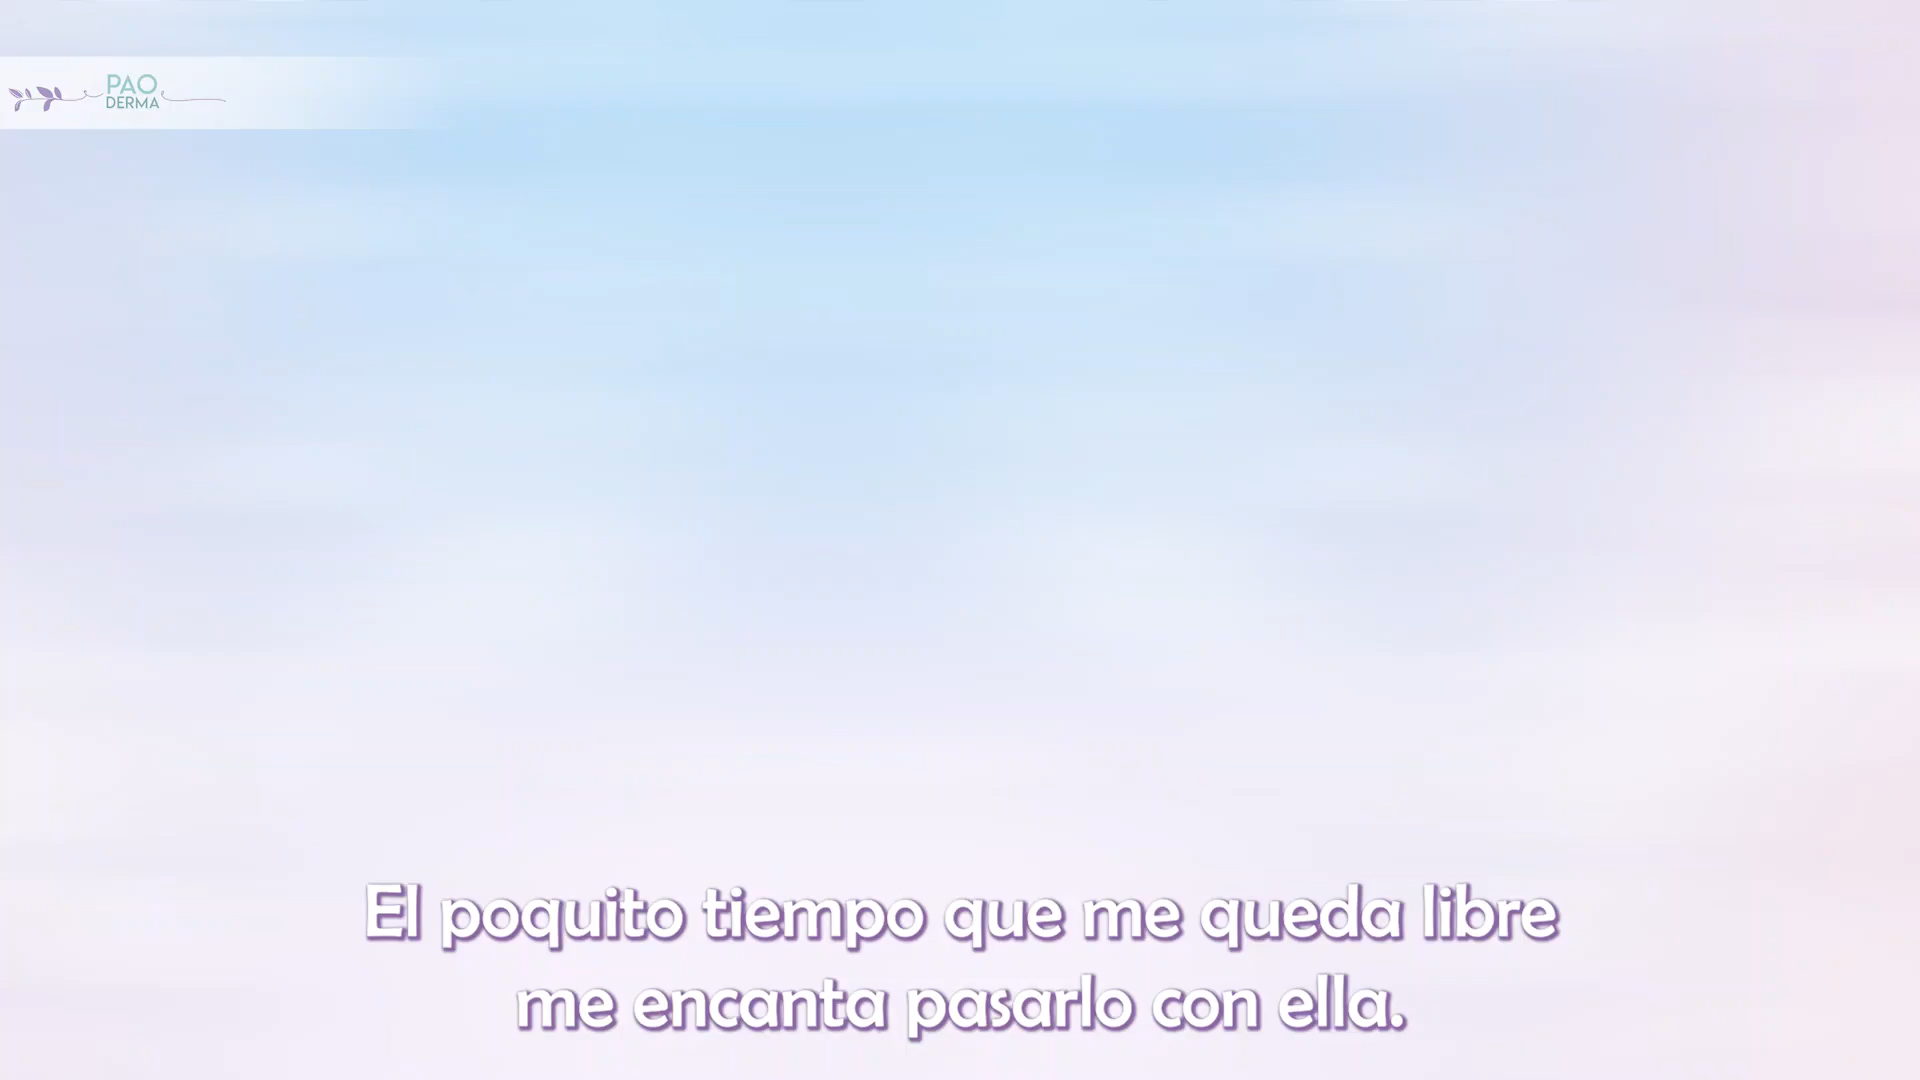 PAO
DERMA
El poquito tiempo que me queda libre
me encanta pasarlo con ella.